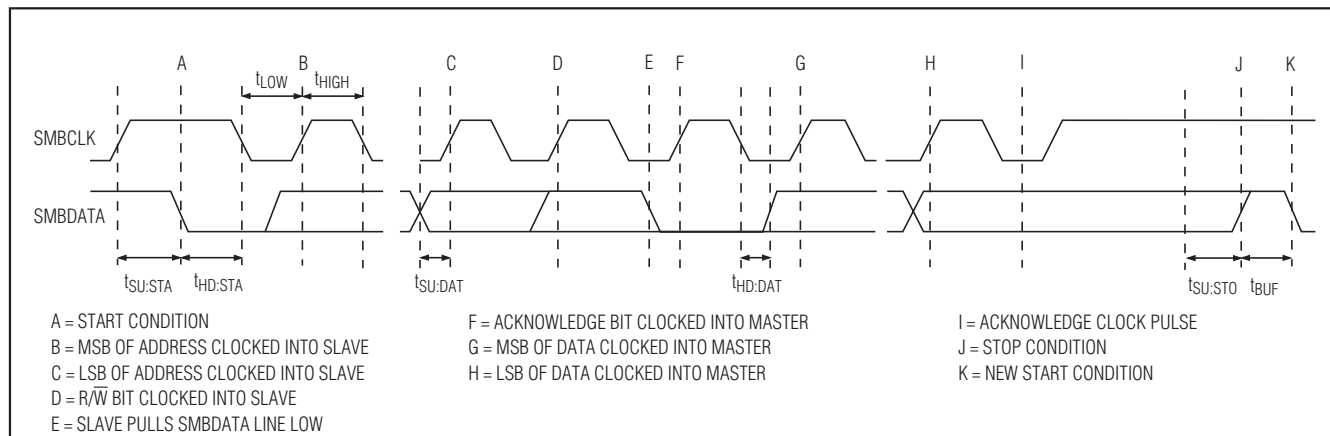 A B C D E F G H I J K
tLOW tHIGH
SMBCLK
SMBDATA
tSU:STA tHD:STA tSU:DAT tHD:DAT tSU:STO tBUF
A = START CONDITION
B = MSB OF ADDRESS CLOCKED INTO SLAVE
C = LSB OF ADDRESS CLOCKED INTO SLAVE
D = R/W̅ BIT CLOCKED INTO SLAVE
E = SLAVE PULLS SMBDATA LINE LOW
F = ACKNOWLEDGE BIT CLOCKED INTO MASTER
G = MSB OF DATA CLOCKED INTO MASTER
H = LSB OF DATA CLOCKED INTO MASTER
I = ACKNOWLEDGE CLOCK PULSE
J = STOP CONDITION
K = NEW START CONDITION